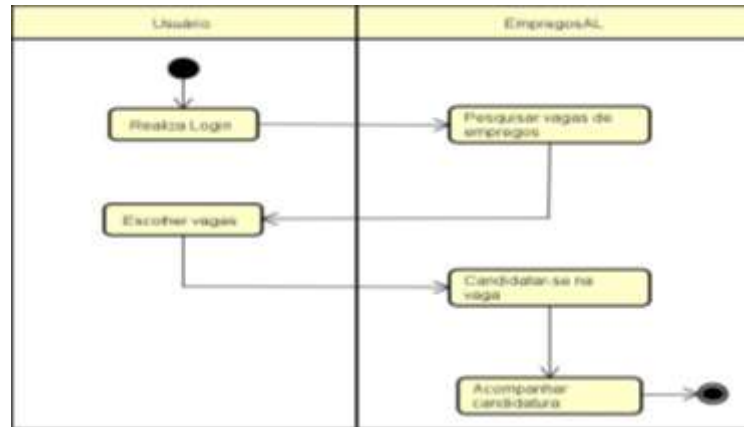 Usuário
EmpregosAL
Realiza Login
Pesquisar vagas de
empregos
Escolher vagas
Candidatar-se na
vaga
Acompanhar
candidatura